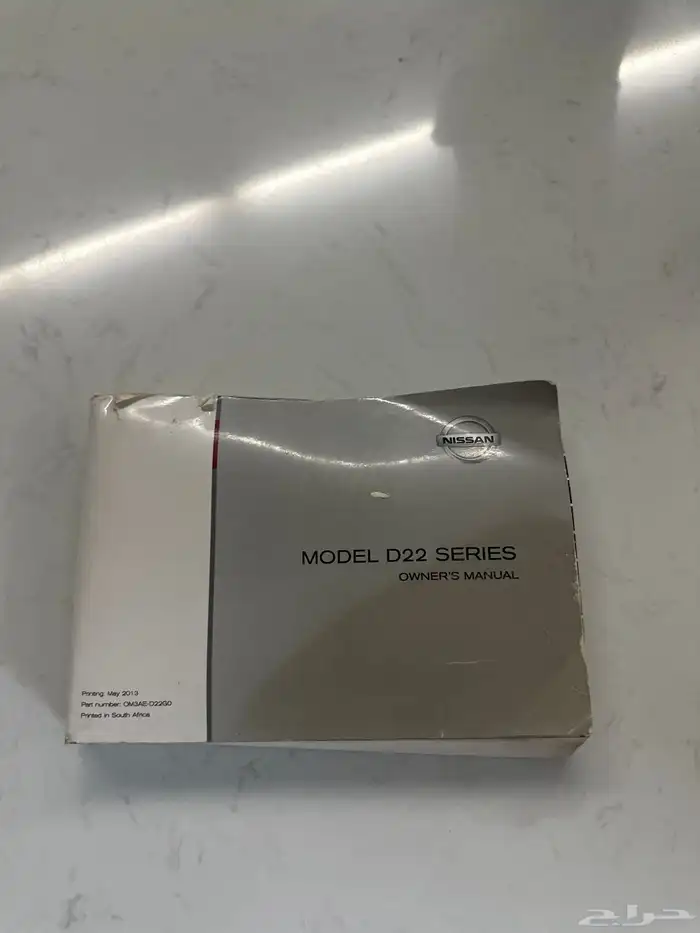 NISSAN
MODEL D22 SERIES
OWNER'S MANUAL
Printing: May 2013
Part number: OM3AE-D22G0
Printed in South Africa
حراج